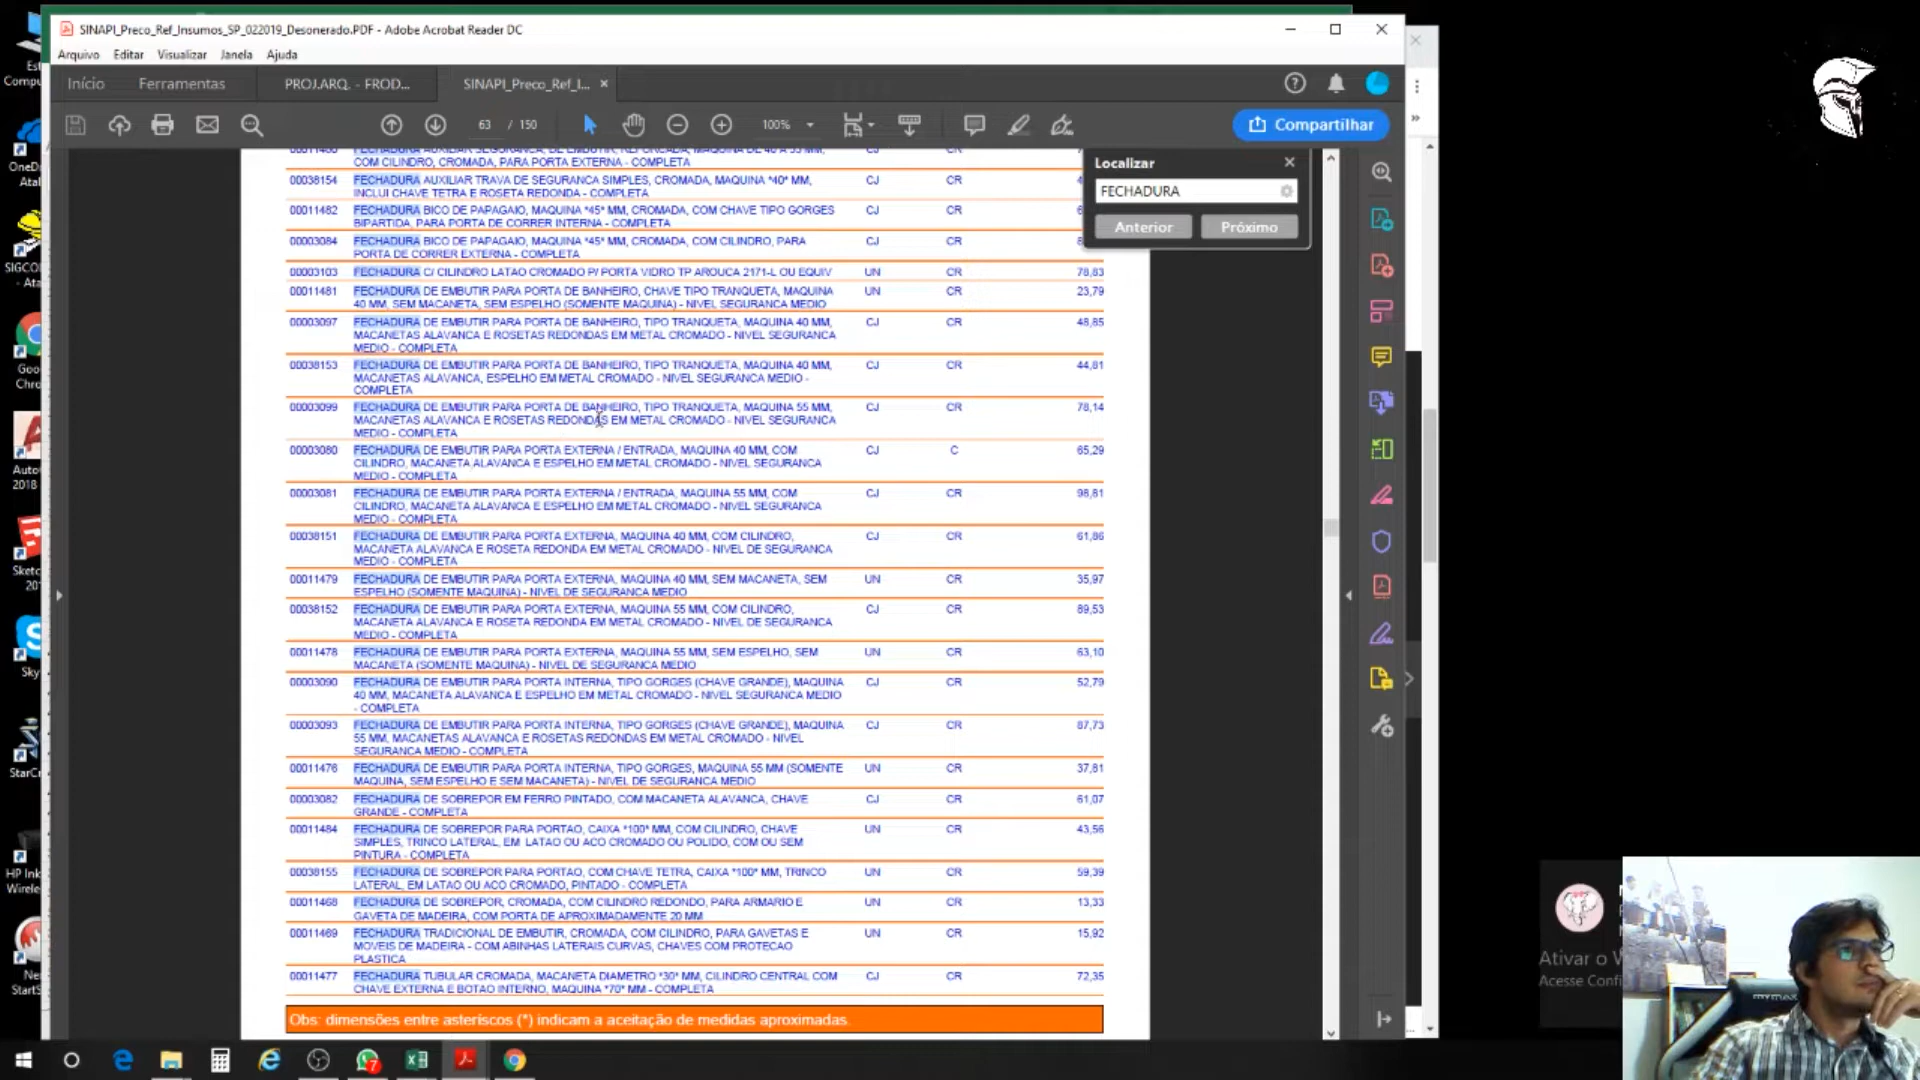 SINAPI_Preco_Ref_Insumos_SP_022019_Desonerado.PDF - Adobe Acrobat Reader DC
Arquivo Editar Visualizar Janela Ajuda
Início Ferramentas PROJ.ARQ. - FROD... SINAPI_Preco_Ref_I...
63 / 150 100% Compartilhar
Localizar
FECHADURA
Anterior Próximo
COM CILINDRO, CROMADA, PARA PORTA EXTERNA - COMPLETA
00038154 FECHADURA AUXILIAR TRAVA DE SEGURANCA SIMPLES, CROMADA, MAQUINA *40* MM, CJ CR
INCLUI CHAVE TETRA E ROSETA REDONDA - COMPLETA
00011482 FECHADURA BICO DE PAPAGAIO, MAQUINA *45* MM, CROMADA, COM CHAVE TIPO GORGES CJ CR
BIPARTIDA, PARA PORTA DE CORRER INTERNA - COMPLETA
00003084 FECHADURA BICO DE PAPAGAIO, MAQUINA *45* MM, CROMADA, COM CILINDRO, PARA CJ CR
PORTA DE CORRER EXTERNA - COMPLETA
00003103 FECHADURA C/ CILINDRO LATAO CROMADO P/ PORTA VIDRO TP AROUCA 2171-L OU EQUIV UN CR 78,83
00011481 FECHADURA DE EMBUTIR PARA PORTA DE BANHEIRO, CHAVE TIPO TRANQUETA, MAQUINA UN CR 23,79
40 MM, SEM MACANETA, SEM ESPELHO (SOMENTE MAQUINA) - NIVEL SEGURANCA MEDIO
00003097 FECHADURA DE EMBUTIR PARA PORTA DE BANHEIRO, TIPO TRANQUETA, MAQUINA 40 MM, CJ CR 48,85
MACANETAS ALAVANCA E ROSETAS REDONDAS EM METAL CROMADO - NIVEL SEGURANCA
MEDIO - COMPLETA
00038153 FECHADURA DE EMBUTIR PARA PORTA DE BANHEIRO, TIPO TRANQUETA, MAQUINA 40 MM, CJ CR 44,81
MACANETAS ALAVANCA, ESPELHO EM METAL CROMADO - NIVEL SEGURANCA MEDIO -
COMPLETA
00003099 FECHADURA DE EMBUTIR PARA PORTA DE BANHEIRO, TIPO TRANQUETA, MAQUINA 55 MM, CJ CR 78,14
MACANETAS ALAVANCA E ROSETAS REDONDAS EM METAL CROMADO - NIVEL SEGURANCA
MEDIO - COMPLETA
00003080 FECHADURA DE EMBUTIR PARA PORTA EXTERNA / ENTRADA, MAQUINA 40 MM, COM CJ C 65,29
CILINDRO, MACANETA ALAVANCA E ESPELHO EM METAL CROMADO - NIVEL SEGURANCA
MEDIO - COMPLETA
00003081 FECHADURA DE EMBUTIR PARA PORTA EXTERNA / ENTRADA, MAQUINA 55 MM, COM CJ CR 98,81
CILINDRO, MACANETA ALAVANCA E ESPELHO EM METAL CROMADO - NIVEL SEGURANCA
MEDIO - COMPLETA
00038151 FECHADURA DE EMBUTIR PARA PORTA EXTERNA, MAQUINA 40 MM, COM CILINDRO, CJ CR 61,86
MACANETA ALAVANCA E ROSETA REDONDA EM METAL CROMADO - NIVEL DE SEGURANCA
MEDIO - COMPLETA
00011479 FECHADURA DE EMBUTIR PARA PORTA EXTERNA, MAQUINA 40 MM, SEM MACANETA, SEM UN CR 35,97
ESPELHO (SOMENTE MAQUINA) - NIVEL DE SEGURANCA MEDIO
00038152 FECHADURA DE EMBUTIR PARA PORTA EXTERNA, MAQUINA 55 MM, COM CILINDRO, CJ CR 89,53
MACANETA ALAVANCA E ROSETA REDONDA EM METAL CROMADO - NIVEL DE SEGURANCA
MEDIO - COMPLETA
00011478 FECHADURA DE EMBUTIR PARA PORTA EXTERNA, MAQUINA 55 MM, SEM ESPELHO, SEM UN CR 63,10
MACANETA (SOMENTE MAQUINA) - NIVEL DE SEGURANCA MEDIO
00003090 FECHADURA DE EMBUTIR PARA PORTA INTERNA, TIPO GORGES (CHAVE GRANDE), MAQUINA CJ CR 52,79
40 MM, MACANETA ALAVANCA E ESPELHO EM METAL CROMADO - NIVEL SEGURANCA MEDIO
- COMPLETA
00003093 FECHADURA DE EMBUTIR PARA PORTA INTERNA, TIPO GORGES (CHAVE GRANDE), MAQUINA CJ CR 87,73
55 MM, MACANETAS ALAVANCA E ROSETAS REDONDAS EM METAL CROMADO - NIVEL
SEGURANCA MEDIO - COMPLETA
00011476 FECHADURA DE EMBUTIR PARA PORTA INTERNA, TIPO GORGES, MAQUINA 55 MM (SOMENTE UN CR 37,81
MAQUINA, SEM ESPELHO E SEM MACANETA) - NIVEL DE SEGURANCA MEDIO
00003082 FECHADURA DE SOBREPOR EM FERRO PINTADO, COM MACANETA ALAVANCA, CHAVE CJ CR 61,07
GRANDE - COMPLETA
00011484 FECHADURA DE SOBREPOR PARA PORTAO, CAIXA *100* MM, COM CILINDRO, CHAVE UN CR 43,56
SIMPLES, TRINCO LATERAL, EM LATAO OU ACO CROMADO OU POLIDO, COM OU SEM
PINTURA - COMPLETA
00038155 FECHADURA DE SOBREPOR PARA PORTAO, COM CHAVE TETRA, CAIXA *100* MM, TRINCO UN CR 59,39
LATERAL, EM LATAO OU ACO CROMADO, PINTADO - COMPLETA
00011468 FECHADURA DE SOBREPOR, CROMADA, COM CILINDRO REDONDO, PARA ARMARIO E UN CR 13,33
GAVETA DE MADEIRA, COM PORTA DE APROXIMADAMENTE 20 MM
00011469 FECHADURA TRADICIONAL DE EMBUTIR, CROMADA, COM CILINDRO, PARA GAVETAS E UN CR 15,92
MOVEIS DE MADEIRA - COM ABINHAS LATERAIS CURVAS, CHAVES COM PROTECAO
PLASTICA
00011477 FECHADURA TUBULAR CROMADA, MACANETA DIAMETRO *30* MM, CILINDRO CENTRAL COM CJ CR 72,35
CHAVE EXTERNA E BOTAO INTERNO, MAQUINA *70* MM - COMPLETA
Obs: dimensões entre asteriscos (*) indicam a aceitação de medidas aproximadas.
Ativar o
Acesse Confi